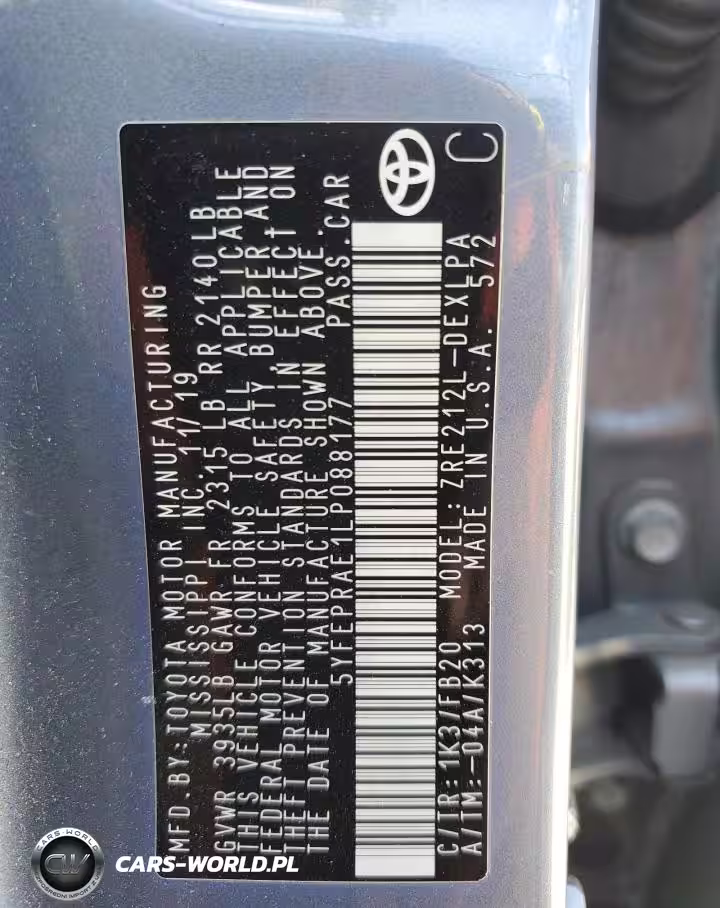 MFD.BY:TOYOTA MOTOR MANUFACTURING
MISSISSIPPI INC. 11/19
GVWR 3935LB GAWR FR 2315 LB RR 2140LB
THIS VEHICLE CONFORMS TO ALL APPLICABLE
FEDERAL MOTOR VEHICLE SAFETY, BUMPER AND
THEFT PREVENTION STANDARDS IN EFFECT ON
THE DATE OF MANUFACTURE SHOWN ABOVE.
5YFEPRAE1LP088177 PASS.CAR
C/TR: 1K3/FB20 MODEL: ZRE212L-DEXLPA
A/TM:-04A/K313 MADE IN U.S.A. 572
C
CARS-WORLD
CW
CARS-WORLD.PL